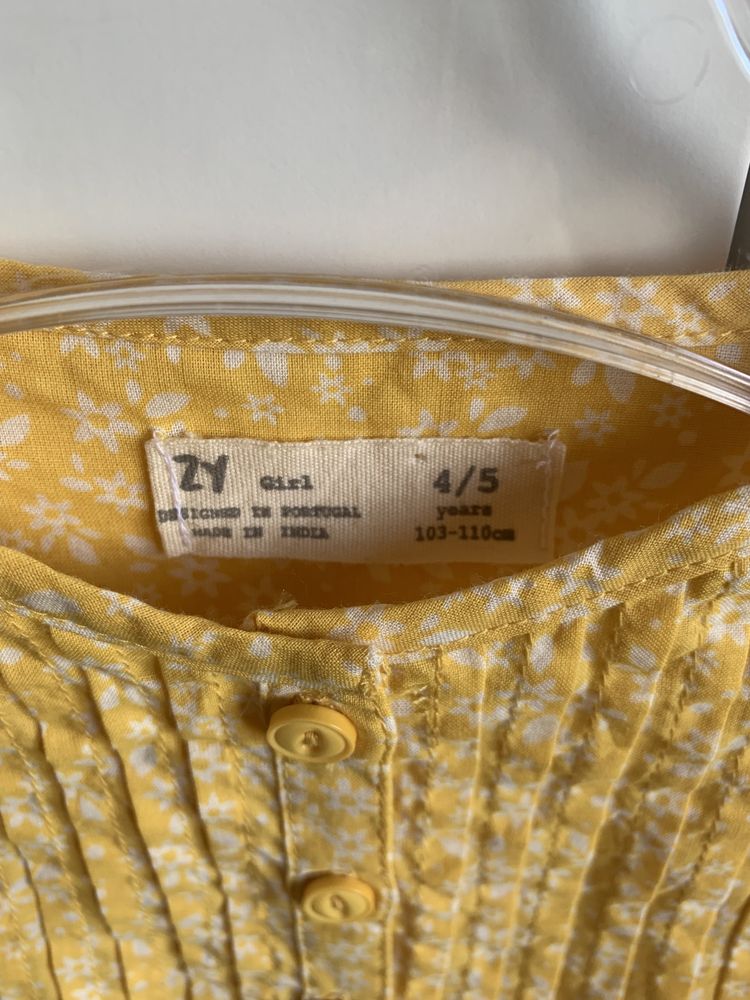 ZY Girl 4/5
DESIGNED IN PORTUGAL years
MADE IN INDIA 103-110cm